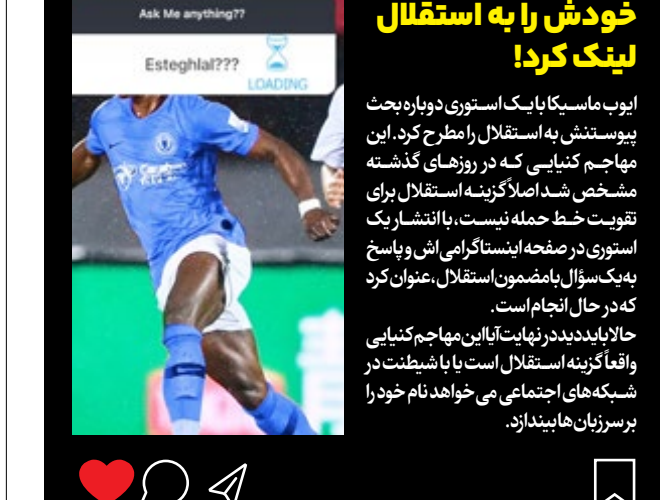 خودش را به استقلال
لینک کرد!
ایوب ماسیکا با یک استوری دوباره بحث
پیوستنش به استقلال را مطرح کرد. این
مهاجم کنیایی که در روزهای گذشته
مشخص شد اصلاً گزینه استقلال برای
تقویت خط حمله نیست، با انتشار یک
استوری در صفحه اینستاگرامی اش و پاسخ
به یک سؤال با مضمون استقلال، عنوان کرد
که در حال انجام است.
حالا باید دید در نهایت آیا این مهاجم کنیایی
واقعاً گزینه استقلال است یا با شیطنت در
شبکه‌های اجتماعی می خواهد نام خود را
بر سر زبان ها بیندازد.
Ask Me anything??
Esteghlal???
LOADING